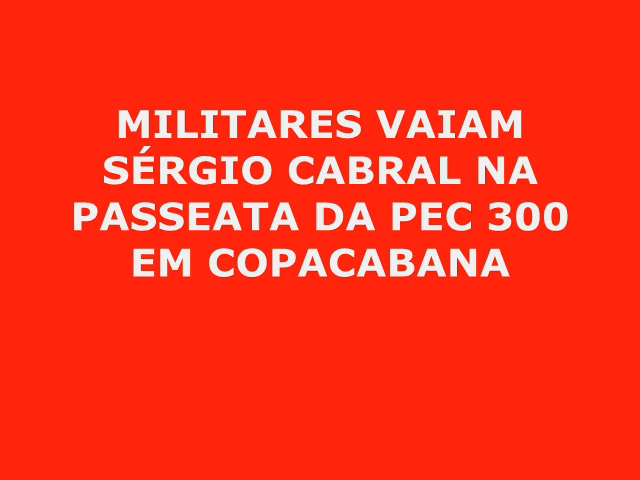 MILITARES VAIAM
SÉRGIO CABRAL NA
PASSEATA DA PEC 300
EM COPACABANA